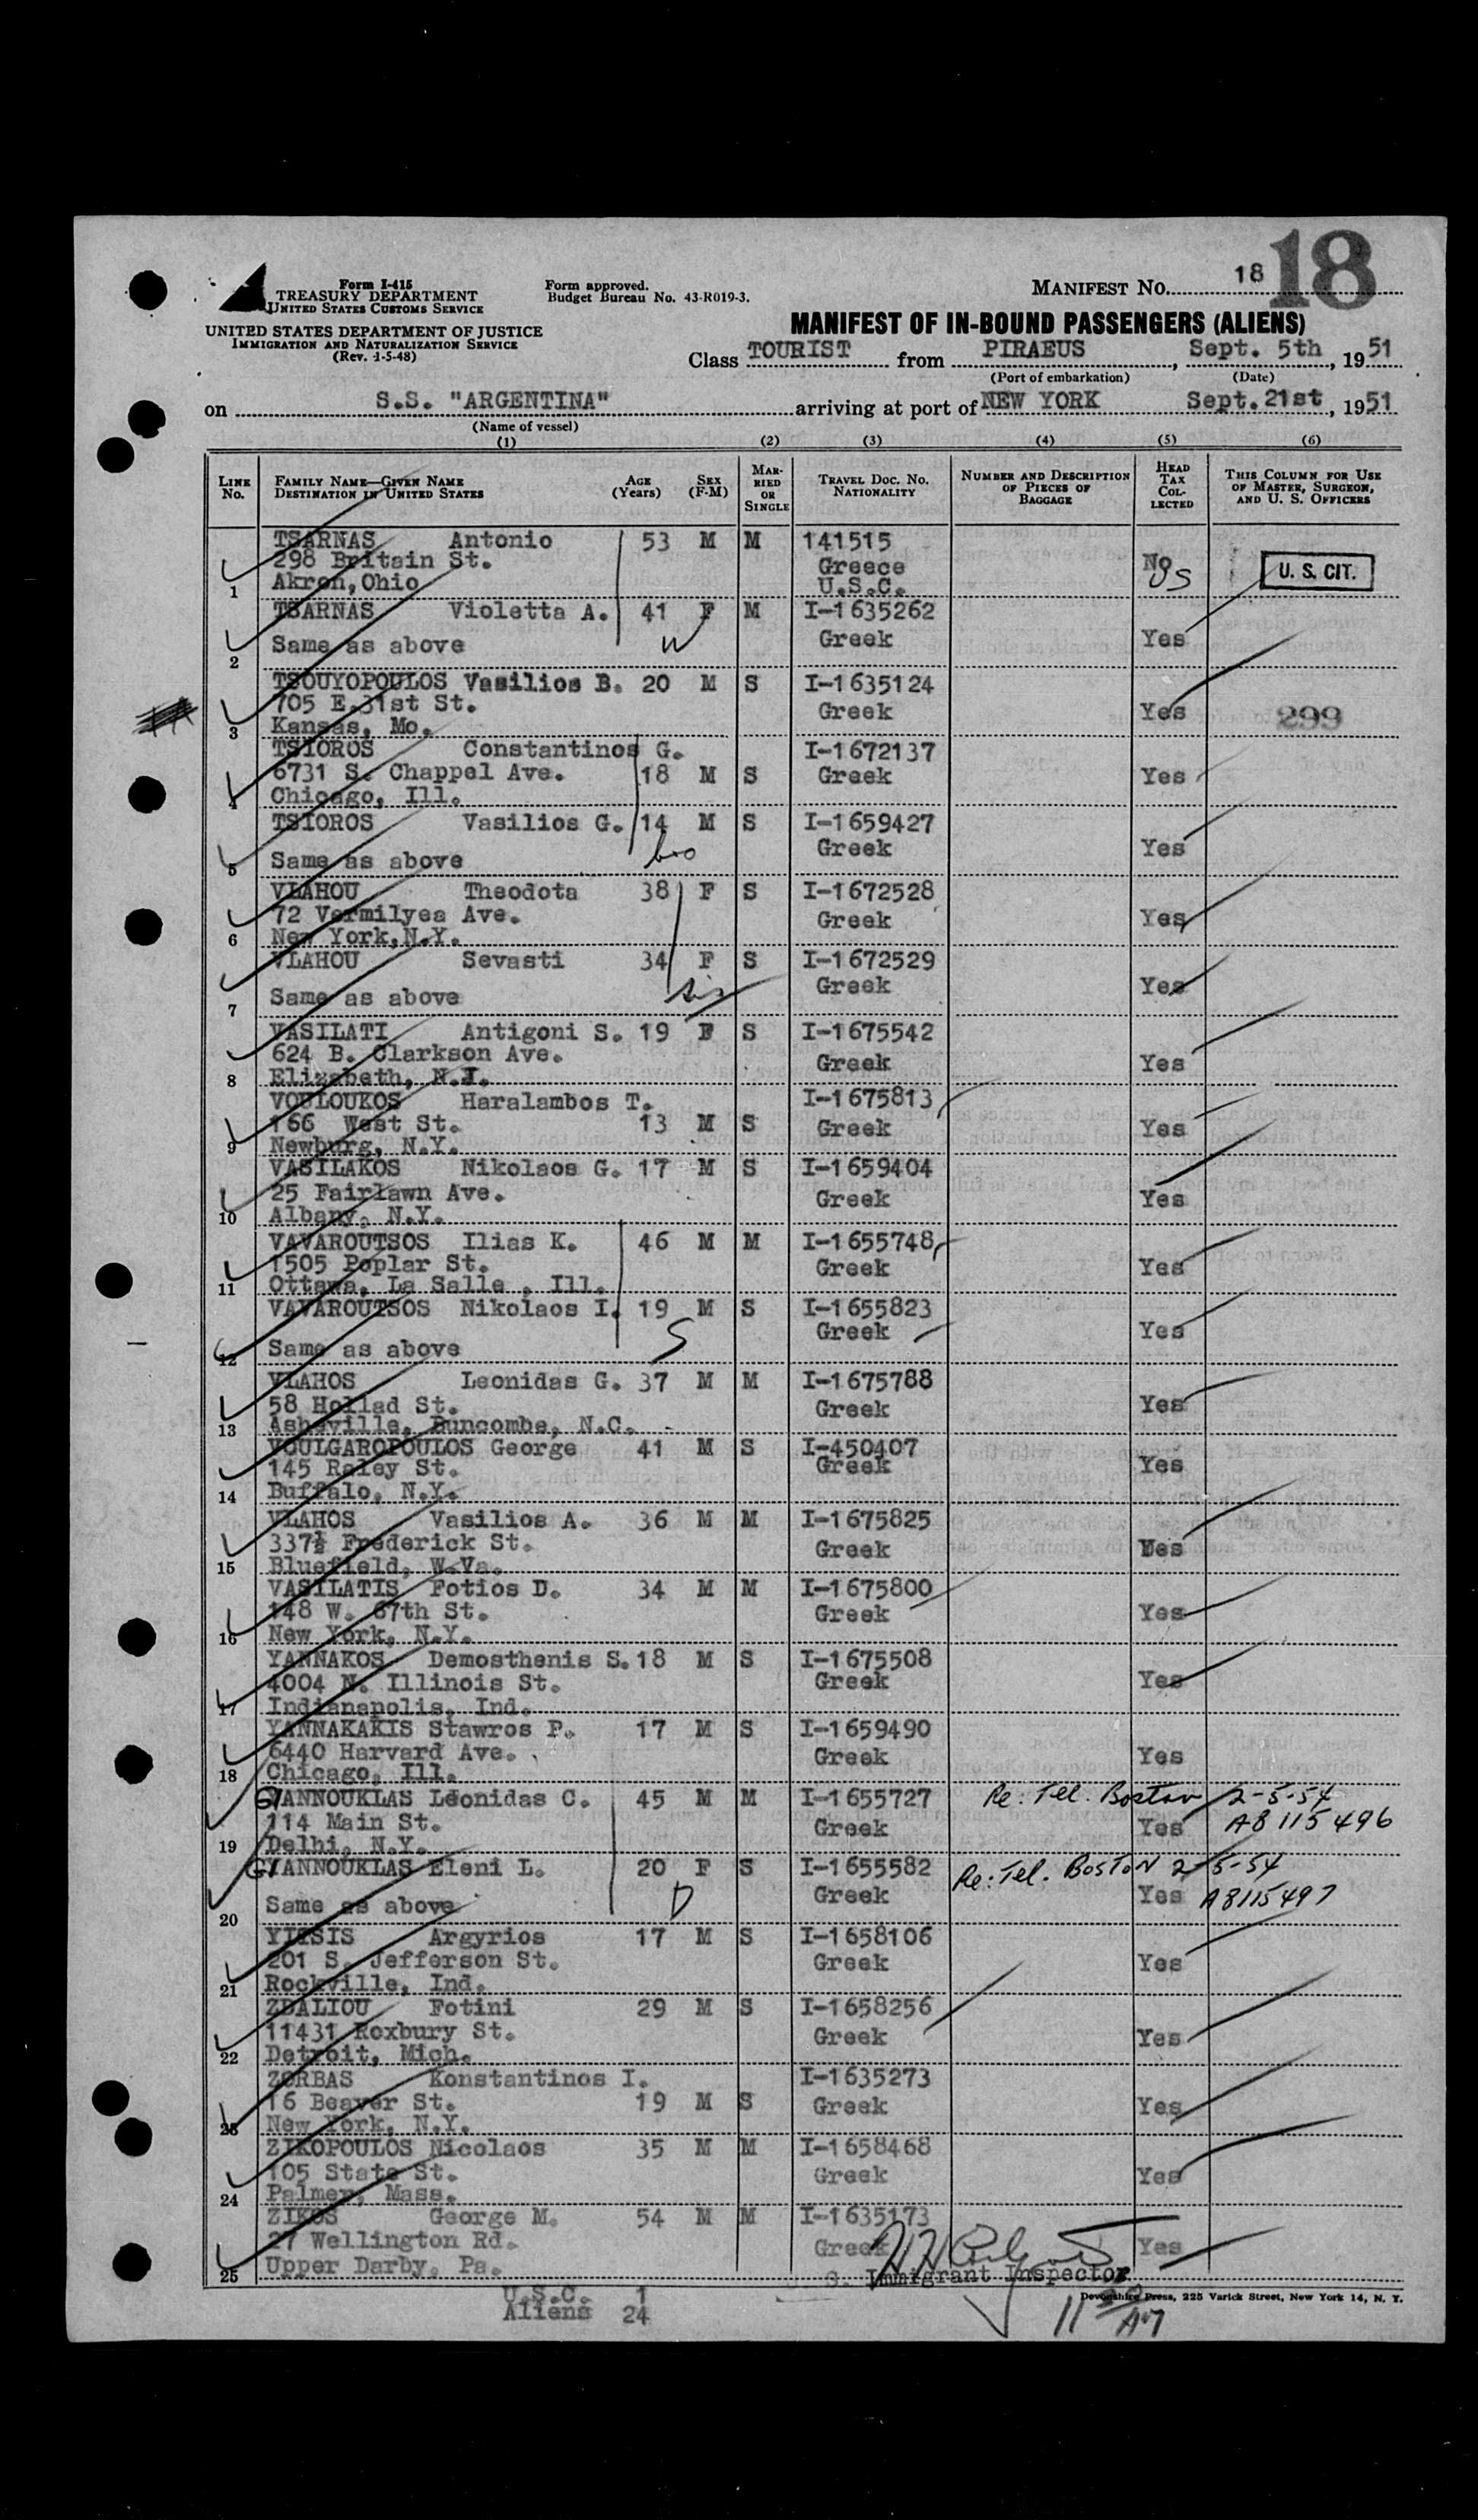 Form I-415
TREASURY DEPARTMENT
UNITED STATES CUSTOMS SERVICE
UNITED STATES DEPARTMENT OF JUSTICE
IMMIGRATION AND NATURALIZATION SERVICE
(Rev. 1-5-48)
Form approved.
Budget Bureau No. 43-R019-3.
MANIFEST NO. 18 18
MANIFEST OF IN-BOUND PASSENGERS (ALIENS)
Class TOURIST from PIRAEUS, Sept. 5th, 1951
(Port of embarkation) (Date)
on S.S. "ARGENTINA" arriving at port of NEW YORK Sept. 21st, 1951
(Name of vessel)
(1) (2) (3) (4) (5) (6)
LINE No. FAMILY NAME—GIVEN NAME DESTINATION IN UNITED STATES AGE (Years) SEX (F-M) MARRIED OR SINGLE TRAVEL DOC. NO. NATIONALITY NUMBER AND DESCRIPTION OF PIECES OF BAGGAGE HEAD TAX COLLECTED THIS COLUMN FOR USE OF MASTER, SURGEON, AND U. S. OFFICERS
TSARNAS Antonio 53 M M 141515
298 Britain St. Greece No US U. S. CIT.
1 Akron, Ohio U.S.C.
TSARNAS Violetta A. 41 F M I-1635262
2 Same as above W Greek Yes
TSOUYOPOULOS Vasilios B. 20 M S I-1635124
705 E. 31st St. Greek Yes 299
3 Kansas, Mo.
TSIOROS Constantinos G. I-1672137
6731 S. Chappel Ave. 18 M S Greek Yes
4 Chicago, Ill.
TSIOROS Vasilios G. 14 M S I-1659427
5 Same as above bro Greek Yes
VLAHOU Theodota 38 F S I-1672528
72 Vermilyea Ave. Greek Yes
6 New York, N.Y.
VLAHOU Sevasti 34 F S I-1672529
7 Same as above sis Greek Yes
VASILATI Antigoni S. 19 F S I-1675542
624 B. Clarkson Ave. Greek Yes
8 Elizabeth, N.J.
VOULOUKOS Haralambos T. I-1675813
166 West St. 13 M S Greek Yes
9 Newburg, N.Y.
VASILAKOS Nikolaos G. 17 M S I-1659404
25 Fairlawn Ave. Greek Yes
10 Albany, N.Y.
VAVAROUTSOS Ilias K. 46 M M I-1655748
1505 Poplar St. Greek Yes
11 Ottawa, La Salle , Ill.
VAVAROUTSOS Nikolaos I. 19 M S I-1655823
12 Same as above S Greek Yes
VLAHOS Leonidas G. 37 M M I-1675788
58 Hollad St. Greek Yes
13 Asheville, Buncombe, N.C.
VOULGAROPOULOS George 41 M S I-450407
145 Raley St. Greek Yes
14 Buffalo, N.Y.
VLAHOS Vasilios A. 36 M M I-1675825
337½ Frederick St. Greek Yes
15 Bluefield, W.Va.
VASILATIS Fotios D. 34 M M I-1675800
148 W. 67th St. Greek Yes
16 New York, N.Y.
YANNAKOS Demosthenis S. 18 M S I-1675508
4004 N. Illinois St. Greek Yes
17 Indianapolis, Ind.
YANNAKAKIS Stawros P. 17 M S I-1659490
6440 Harvard Ave. Greek Yes
18 Chicago, Ill.
GIANNOUKLAS Leonidas C. 45 M M I-1655727 Re: Tel. Boston 2-5-54
114 Main St. Greek Yes A8 115 496
19 Delhi, N.Y.
GYANNOUKLAS Eleni L. 20 F S I-1655582 Re: Tel. Boston 2-5-54
20 Same as above D Greek Yes A8115497
YITSIS Argyrios 17 M S I-1658106
201 S. Jefferson St. Greek Yes
21 Rockville, Ind.
ZDALIOU Fotini 29 M S I-1658256
11431 Roxbury St. Greek Yes
22 Detroit, Mich.
ZORBAS Konstantinos I. I-1635273
16 Beaver St. 19 M S Greek Yes
23 New York, N.Y.
ZIKOPOULOS Nicolaos 35 M M I-1658468
105 State St. Greek Yes
24 Palmer, Mass.
ZIKOS George M. 54 M M I-1635173
27 Wellington Rd. Greek Yes
25 Upper Darby, Pa. Immigrant Inspector
U.S.C. 1
Aliens 24
Devonshire Press, 225 Varick Street, New York 14, N. Y.